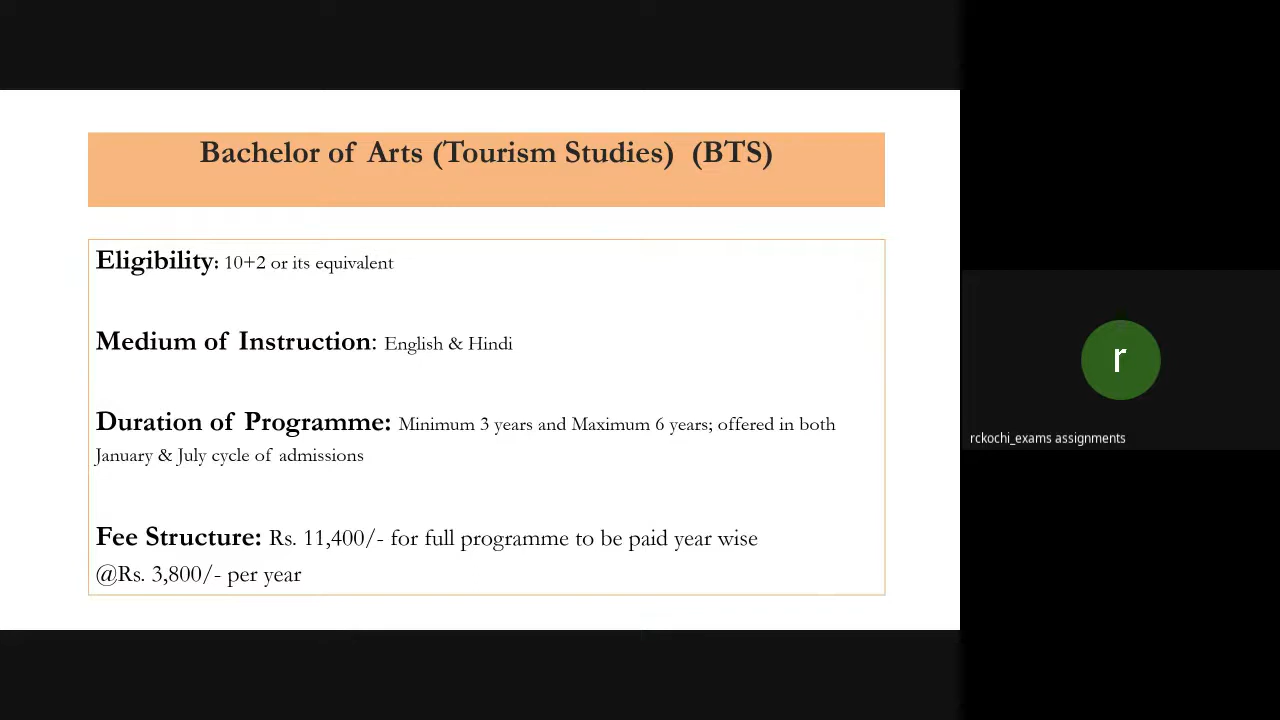 Bachelor of Arts (Tourism Studies) (BTS)
Eligibility: 10+2 or its equivalent
Medium of Instruction: English & Hindi
Duration of Programme: Minimum 3 years and Maximum 6 years; offered in both
January & July cycle of admissions
Fee Structure: Rs. 11,400/- for full programme to be paid year wise
@Rs. 3,800/- per year
r
rckochi_exams assignments